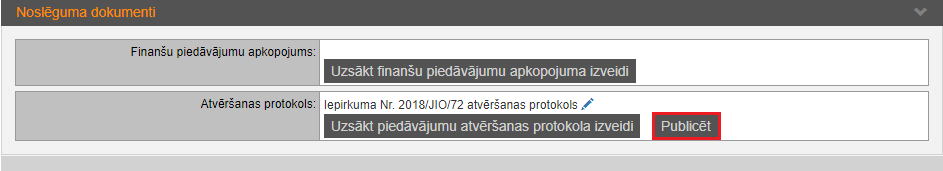 Noslēguma dokumenti
Finanšu piedāvājumu apkopojums:
Uzsākt finanšu piedāvājumu apkopojuma izveidi
Atvēršanas protokols: Iepirkuma Nr. 2018/JIO/72 atvēršanas protokols
Uzsākt piedāvājumu atvēršanas protokola izveidi Publicēt